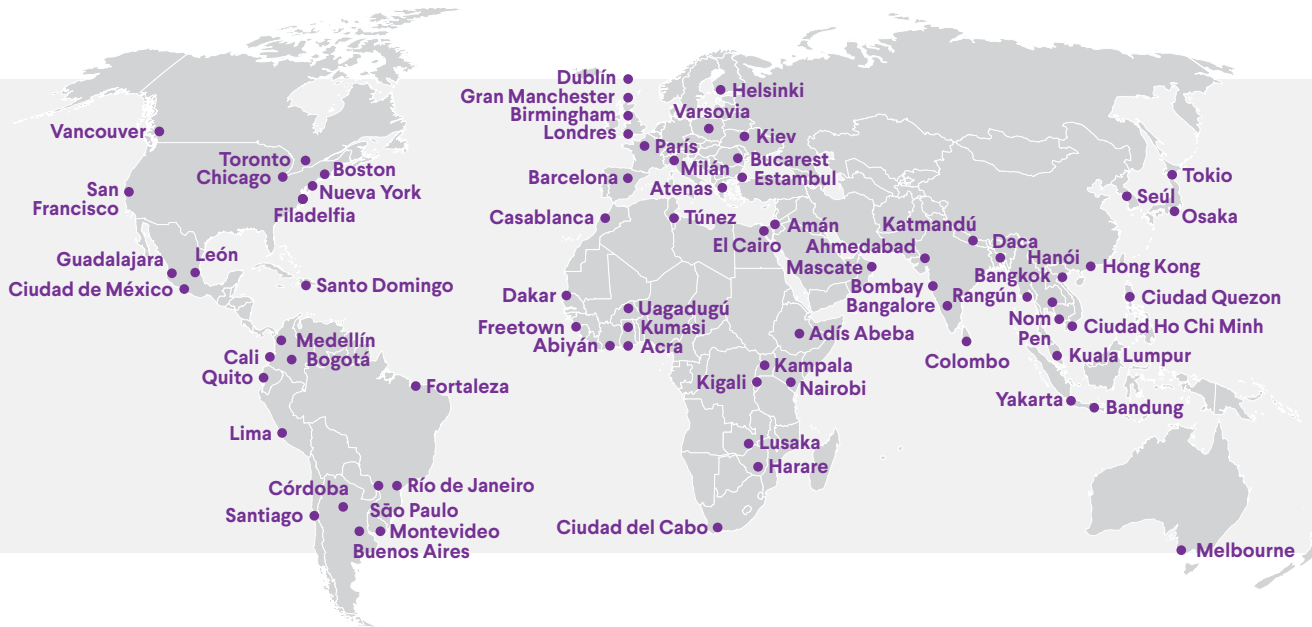 Vancouver
Toronto
Chicago
Boston
Nueva York
Filadelfia
San
Francisco
Guadalajara
León
Ciudad de México
Santo Domingo
Medellín
Cali
Bogotá
Quito
Fortaleza
Lima
Córdoba
Río de Janeiro
Santiago
São Paulo
Montevideo
Buenos Aires
Dublín
Gran Manchester
Birmingham
Londres
Helsinki
Varsovia
Kiev
París
Milán
Bucarest
Barcelona
Atenas
Estambul
Casablanca
Túnez
Amán
El Cairo
Dakar
Uagadugú
Freetown
Kumasi
Abiyán
Acra
Adís Abeba
Kampala
Kigali
Nairobi
Lusaka
Harare
Ciudad del Cabo
Katmandú
Ahmedabad
Mascate
Daca
Hanói
Bangkok
Bombay
Bangalore
Rangún
Colombo
Nom
Pen
Ciudad Ho Chi Minh
Kuala Lumpur
Yakarta
Bandung
Hong Kong
Ciudad Quezon
Tokio
Seúl
Osaka
Melbourne